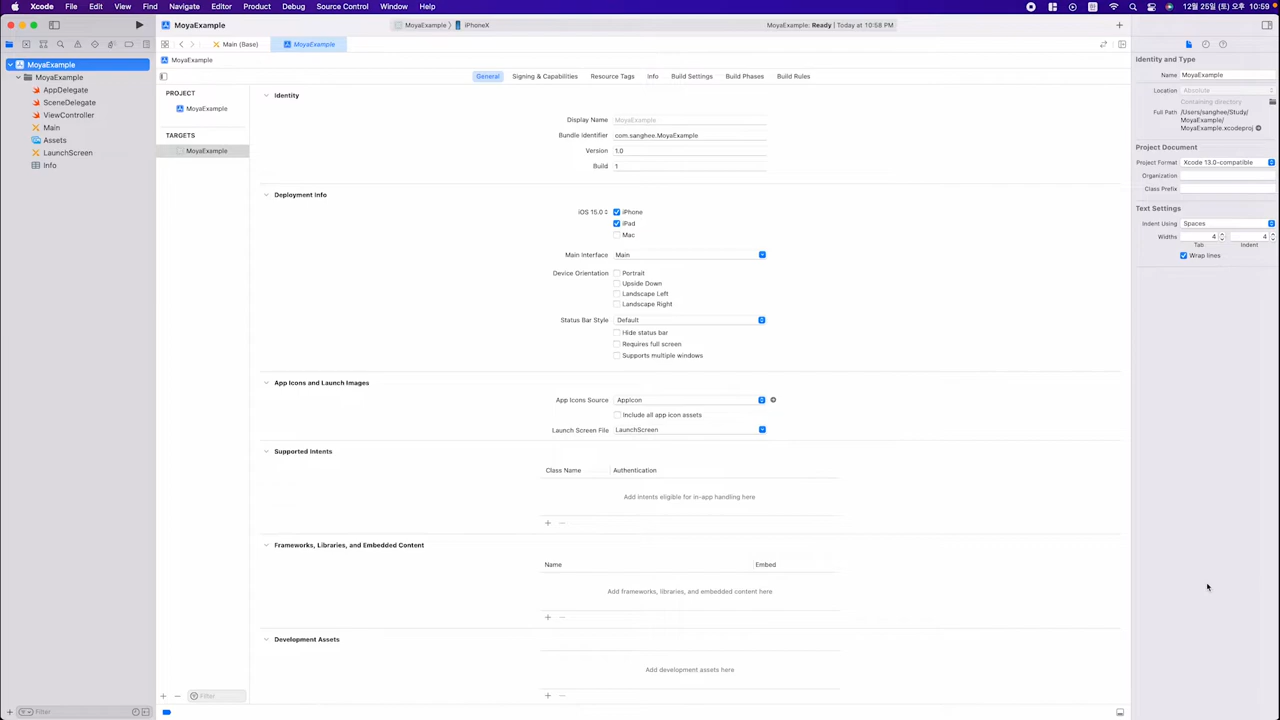 Xcode File Edit View Find Navigate Editor Product Debug Source Control Window Help
12월 25일 (일) 10:58
MoyaExample
MoyaExample
iPhoneX
MoyaExample: Ready | Today at 10:58 PM
Main (Base)
MoyaExample
MoyaExample
MoyaExample
MoyaExample
AppDelegate
SceneDelegate
ViewController
Main
Assets
LaunchScreen
Info
Filter
PROJECT
MoyaExample
TARGETS
MoyaExample
Filter
General Signing & Capabilities Resource Tags Info Build Settings Build Phases Build Rules
Identity
Display Name MoyaExample
Bundle Identifier com.sanghee.MoyaExample
Version 1.0
Build 1
Deployment Info
iOS 15.0 iPhone
iPad
Mac
Main Interface Main
Device Orientation Portrait
Upside Down
Landscape Left
Landscape Right
Status Bar Style Default
Hide status bar
Requires full screen
Supports multiple windows
App Icons and Launch Images
App Icons Source AppIcon
Include all app icon assets
Launch Screen File LaunchScreen
Supported Intents
Class Name Authentication
Add intents eligible for in-app handling here
Frameworks, Libraries, and Embedded Content
Name Embed
Add frameworks, libraries, and embedded content here
Development Assets
Add development assets here
Identity and Type
Name MoyaExample
Location Absolute
Containing directory
Full Path /Users/sanghee/Study/
MoyaExample/
MoyaExample.xcodeproj
Project Document
Project Format Xcode 13.0-compatible
Organization
Class Prefix
Text Settings
Indent Using Spaces
Widths 4 4
Tab Indent
Wrap lines